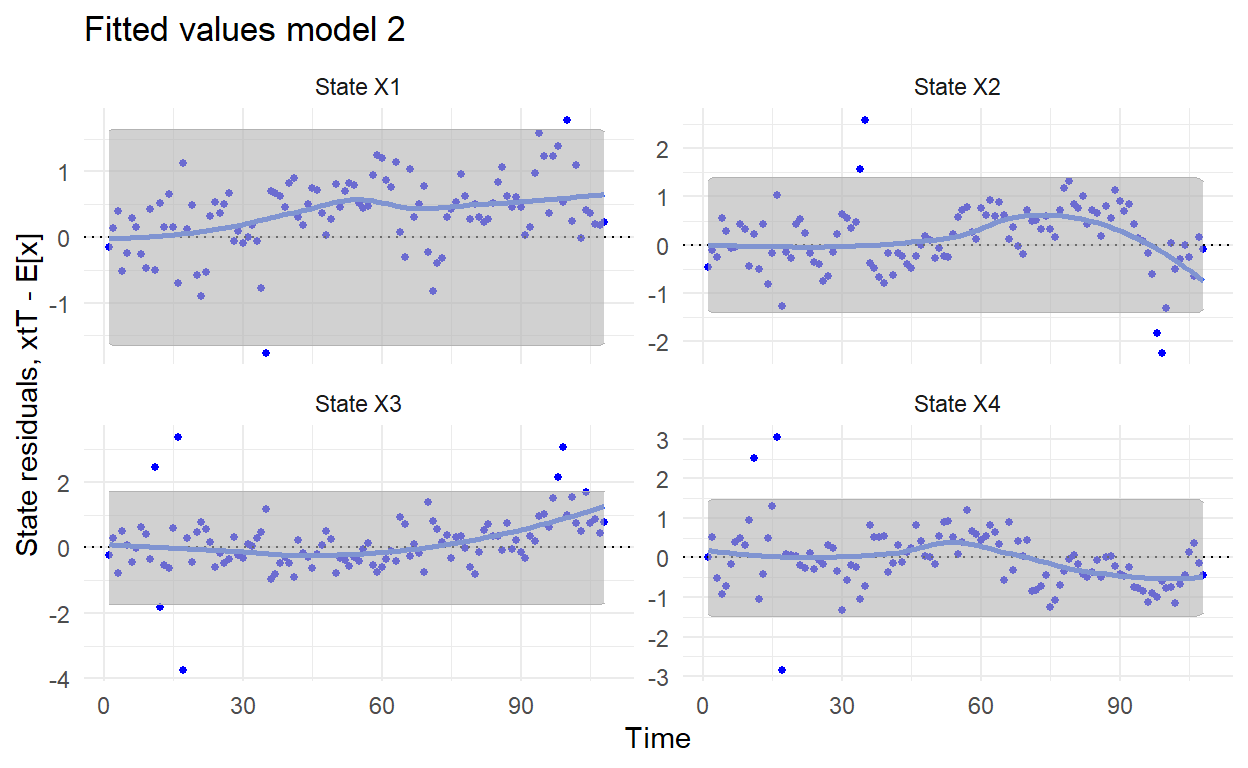 Fitted values model 2
State X1
State X2
1
0
-1
2
1
0
-1
-2
State residuals, xtT - E[x]
State X3
State X4
2
0
-2
-4
3
2
1
0
-1
-2
-3
0 30 60 90
0 30 60 90
Time